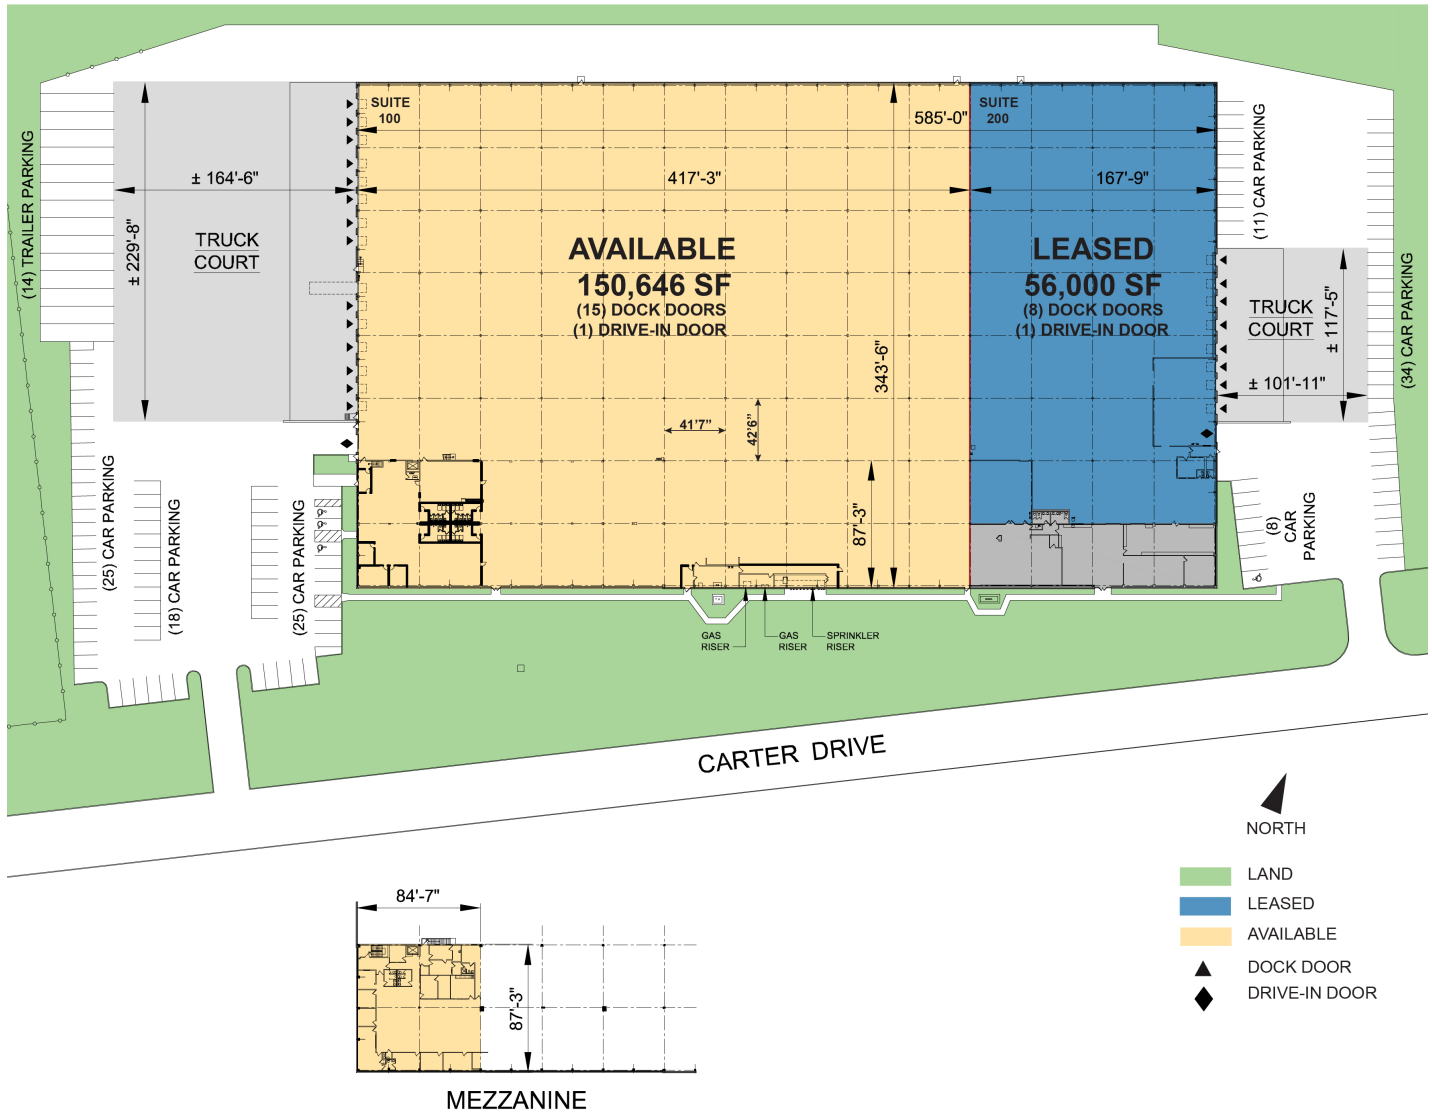 SUITE
100
585'-0"
SUITE
200
± 164'-6"
417'-3"
167'-9"
(14) TRAILER PARKING
± 229'-8"
TRUCK
COURT
AVAILABLE
150,646 SF
(15) DOCK DOORS
(1) DRIVE-IN DOOR
LEASED
56,000 SF
(8) DOCK DOORS
(1) DRIVE-IN DOOR
(11) CAR PARKING
TRUCK
COURT
± 117'-5"
± 101'-11"
(34) CAR PARKING
343'-6"
41'7"
42'6"
87'-3"
(25) CAR PARKING
(18) CAR PARKING
(25) CAR PARKING
(8)
CAR
PARKING
GAS
RISER
GAS
RISER
SPRINKLER
RISER
CARTER DRIVE
NORTH
LAND
LEASED
AVAILABLE
DOCK DOOR
DRIVE-IN DOOR
84'-7"
87'-3"
MEZZANINE